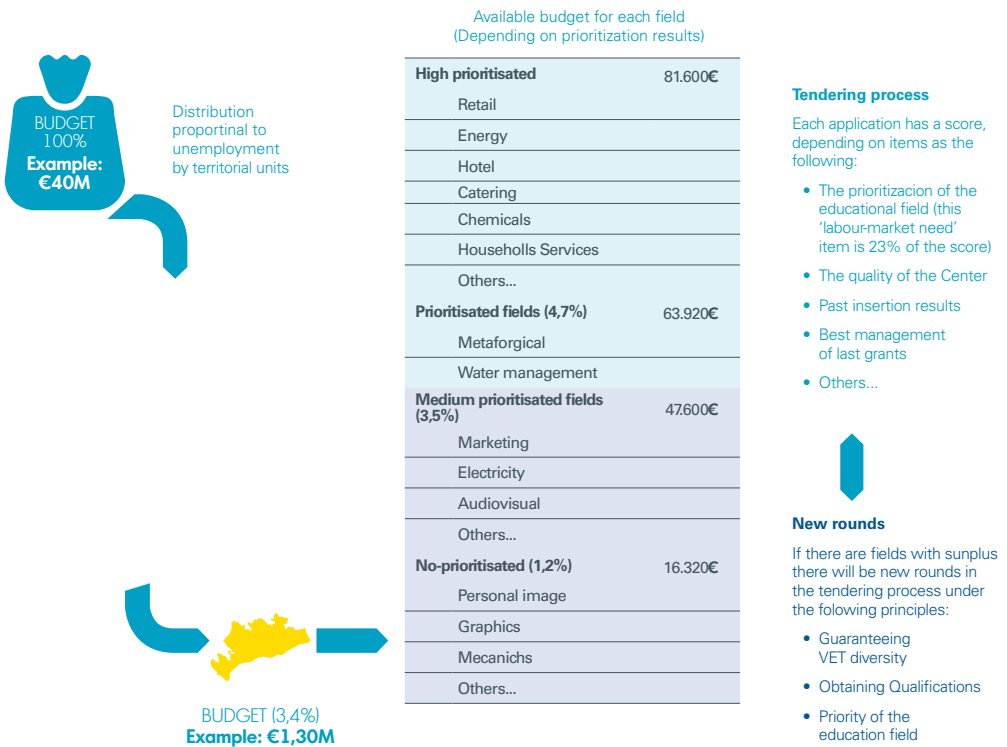 BUDGET
100%
Example:
€40M
Distribution
proportinal to
unemployment
by territorial units
BUDGET (3,4%)
Example: €1,30M
Available budget for each field
(Depending on prioritization results)
High prioritisated 81.600€
Retail
Energy
Hotel
Catering
Chemicals
Householls Services
Others...
Prioritisated fields (4,7%) 63.920€
Metaforgical
Water management
Medium prioritisated fields
(3,5%) 47.600€
Marketing
Electricity
Audiovisual
Others...
No-prioritisated (1,2%) 16.320€
Personal image
Graphics
Mecanichs
Others...
Tendering process
Each application has a score,
depending on items as the
following:
• The prioritizacion of the
educational field (this
‘labour-market need’
item is 23% of the score)
• The quality of the Center
• Past insertion results
• Best management
of last grants
• Others...
New rounds
If there are fields with sunplus
there will be new rounds in
the tendering process under
the following principles:
• Guaranteeing
VET diversity
• Obtaining Qualifications
• Priority of the
education field